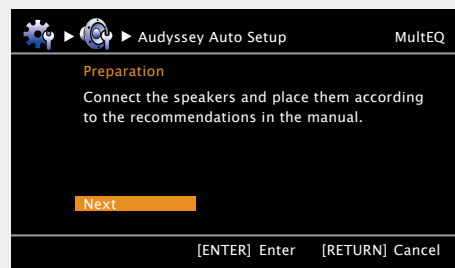 Audyssey Auto Setup MultEQ
Preparation
Connect the speakers and place them according
to the recommendations in the manual.
Next
[ENTER] Enter [RETURN] Cancel